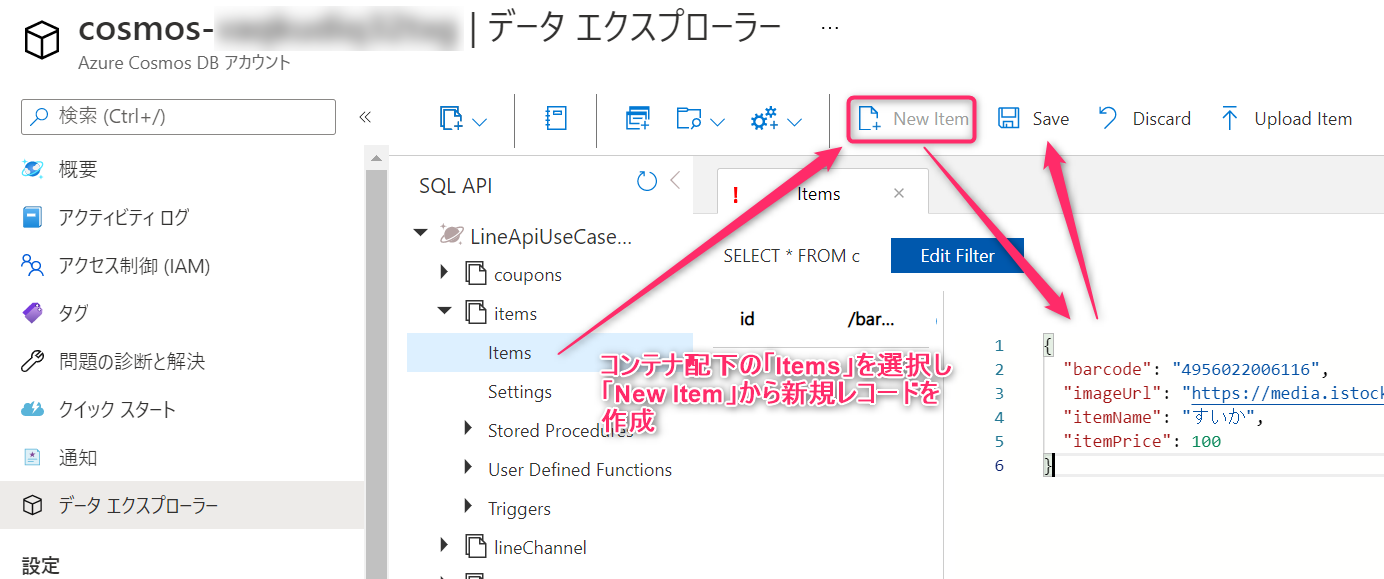 cosmos-
| データ エクスプローラー ...
Azure Cosmos DB アカウント
検索 (Ctrl+/)
«
New Item
Save
Discard
Upload Item
概要
アクティビティ ログ
アクセス制御 (IAM)
タグ
問題の診断と解決
クイック スタート
通知
データ エクスプローラー
設定
SQL API
LineApiUseCase...
coupons
items
Items
Settings
Stored Procedures
User Defined Functions
Triggers
lineChannel
コンテナ配下の「Items」を選択し
「New Item」から新規レコードを
作成
! Items ×
SELECT * FROM c
Edit Filter
id /bar...
1 {
2 "barcode": "4956022006116",
3 "imageUrl": "https://media.istock
4 "itemName": "すいか",
5 "itemPrice": 100
6 }